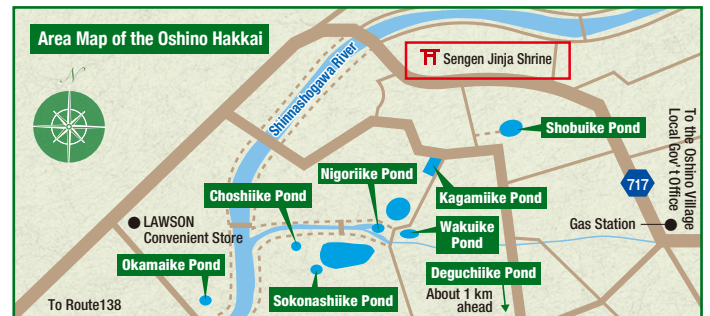 Area Map of the Oshino Hakkai
N
Shinnashogawa River
Sengen Jinja Shrine
Shobuike Pond
To the Oshino Village
Local Gov't Office
717
Nigoriike Pond
Kagamiike Pond
Choshiike Pond
LAWSON
Convenient Store
Wakuike
Pond
Gas Station
Okamaike Pond
Deguchiike Pond
About 1 km
ahead
Sokonashiike Pond
To Route138